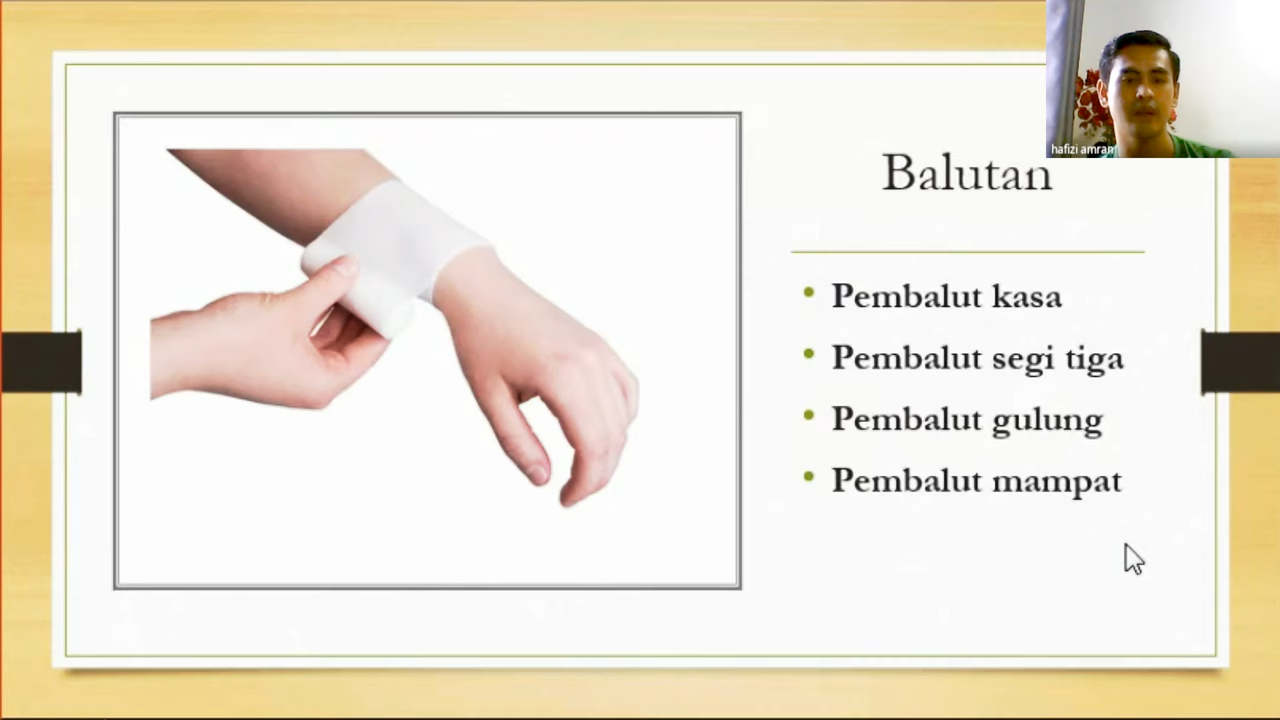 hafizi amran
Balutan
Pembalut kasa
Pembalut segi tiga
Pembalut gulung
Pembalut mampat